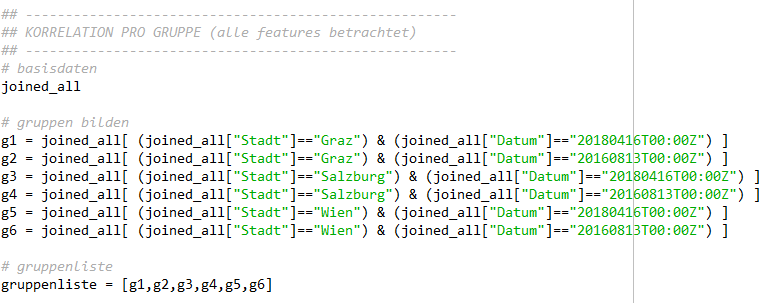 ## ------------------------------------------------------
## KORRELATION PRO GRUPPE (alle features betrachtet)
## ------------------------------------------------------
# basisdaten
joined_all
# gruppen bilden
g1 = joined_all[ (joined_all["Stadt"]=="Graz") & (joined_all["Datum"]=="20180416T00:00Z") ]
g2 = joined_all[ (joined_all["Stadt"]=="Graz") & (joined_all["Datum"]=="20160813T00:00Z") ]
g3 = joined_all[ (joined_all["Stadt"]=="Salzburg") & (joined_all["Datum"]=="20180416T00:00Z") ]
g4 = joined_all[ (joined_all["Stadt"]=="Salzburg") & (joined_all["Datum"]=="20160813T00:00Z") ]
g5 = joined_all[ (joined_all["Stadt"]=="Wien") & (joined_all["Datum"]=="20180416T00:00Z") ]
g6 = joined_all[ (joined_all["Stadt"]=="Wien") & (joined_all["Datum"]=="20160813T00:00Z") ]
# gruppenliste
gruppenliste = [g1,g2,g3,g4,g5,g6]